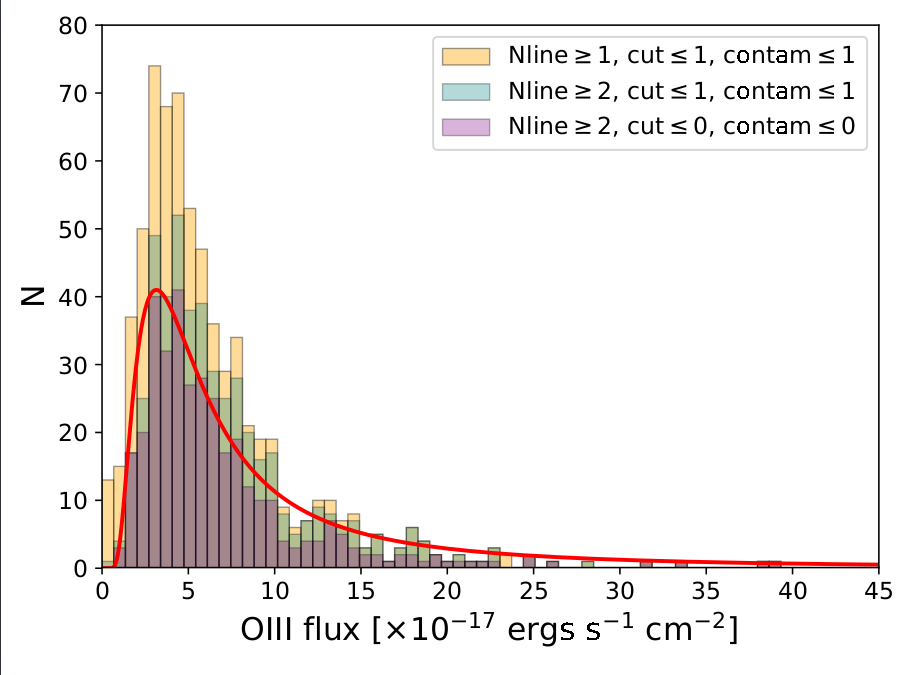 80
70
60
50
40
30
20
10
0
N
Nline ≥ 1, cut ≤ 1, contam ≤ 1
Nline ≥ 2, cut ≤ 1, contam ≤ 1
Nline ≥ 2, cut ≤ 0, contam ≤ 0
0 5 10 15 20 25 30 35 40 45
OIII flux [×10⁻¹⁷ ergs s⁻¹ cm⁻²]